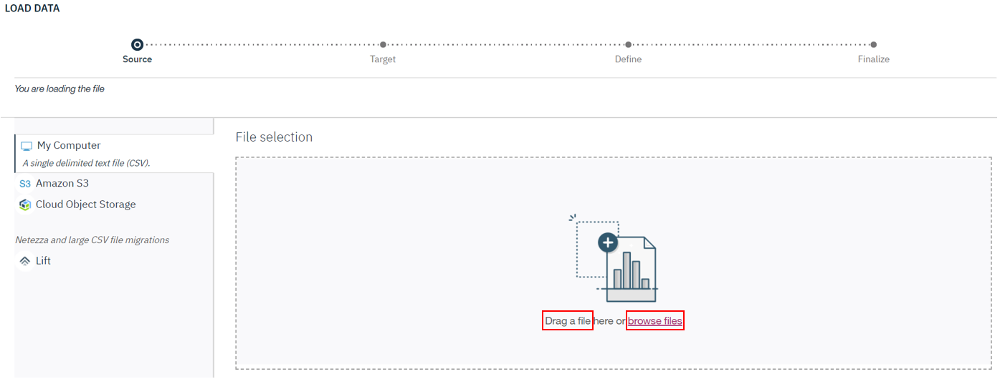 LOAD DATA
Source
Target
Define
Finalize
You are loading the file
My Computer
A single delimited text file (CSV).
S3 Amazon S3
Cloud Object Storage
Netezza and large CSV file migrations
Lift
File selection
Drag a file here or browse files